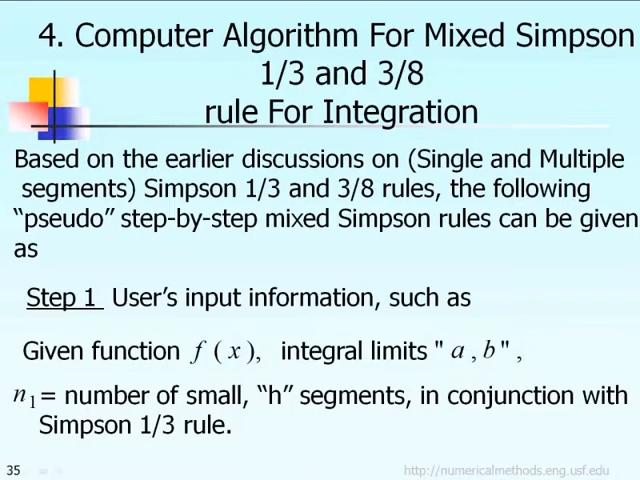 4. Computer Algorithm For Mixed Simpson
1/3 and 3/8
rule For Integration
Based on the earlier discussions on (Single and Multiple
segments) Simpson 1/3 and 3/8 rules, the following
“pseudo” step-by-step mixed Simpson rules can be given
as
Step 1 User’s input information, such as
Given function f ( x ), integral limits " a , b " ,
n₁ = number of small, “h” segments, in conjunction with
Simpson 1/3 rule.
35 http://numericalmethods.eng.usf.edu